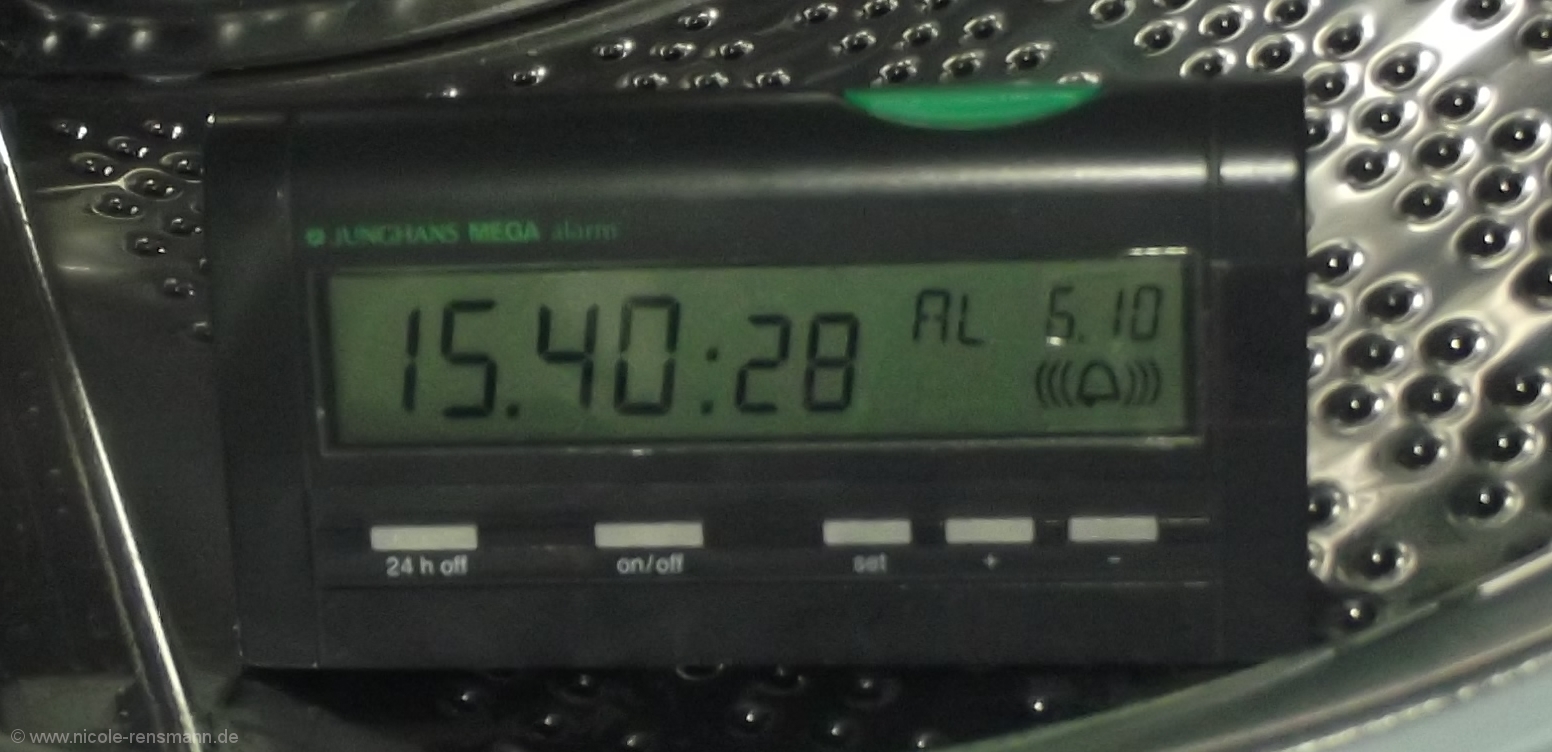 JUNGHANS MEGA alarm
15.40:28 AL 5.10
24 h off on/off set + -
© www.nicole-rensmann.de